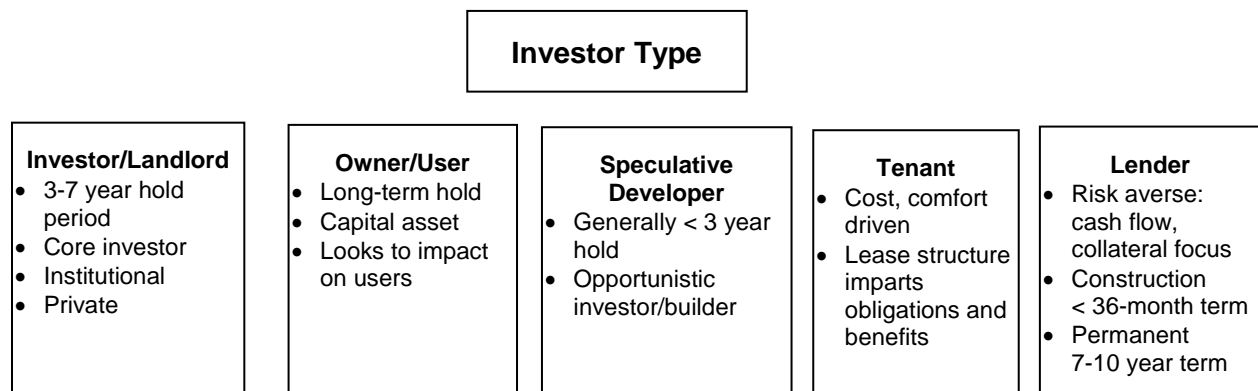 Investor Type
Investor/Landlord
• 3-7 year hold
period
• Core investor
• Institutional
• Private
Owner/User
• Long-term hold
• Capital asset
• Looks to impact
on users
Speculative
Developer
• Generally < 3 year
hold
• Opportunistic
investor/builder
Tenant
• Cost, comfort
driven
• Lease structure
imparts
obligations and
benefits
Lender
• Risk averse:
cash flow,
collateral focus
• Construction
< 36-month term
• Permanent
7-10 year term